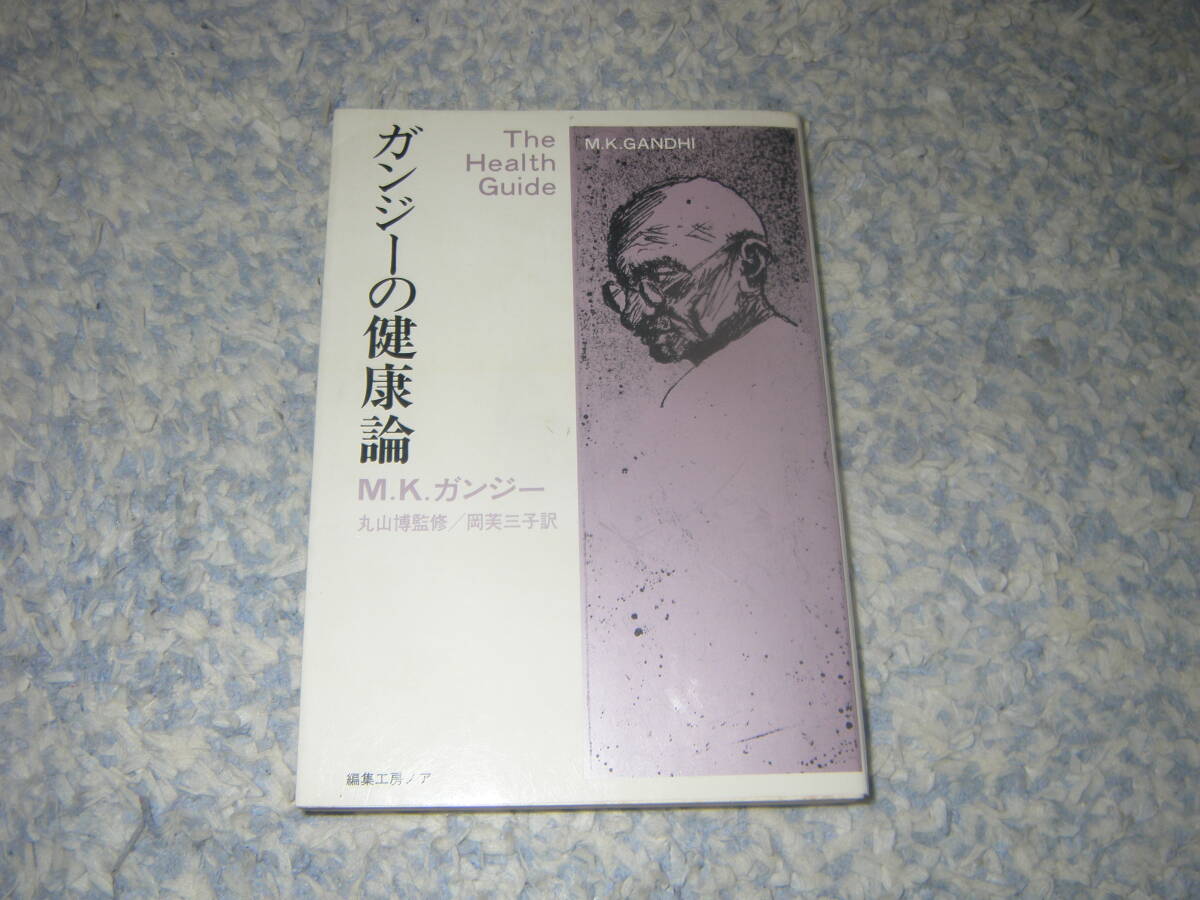 ガンジーの健康論
The
Health
Guide
M.K.GANDHI
M.K.ガンジー
丸山博監修/岡芙三子訳
編集工房ノア